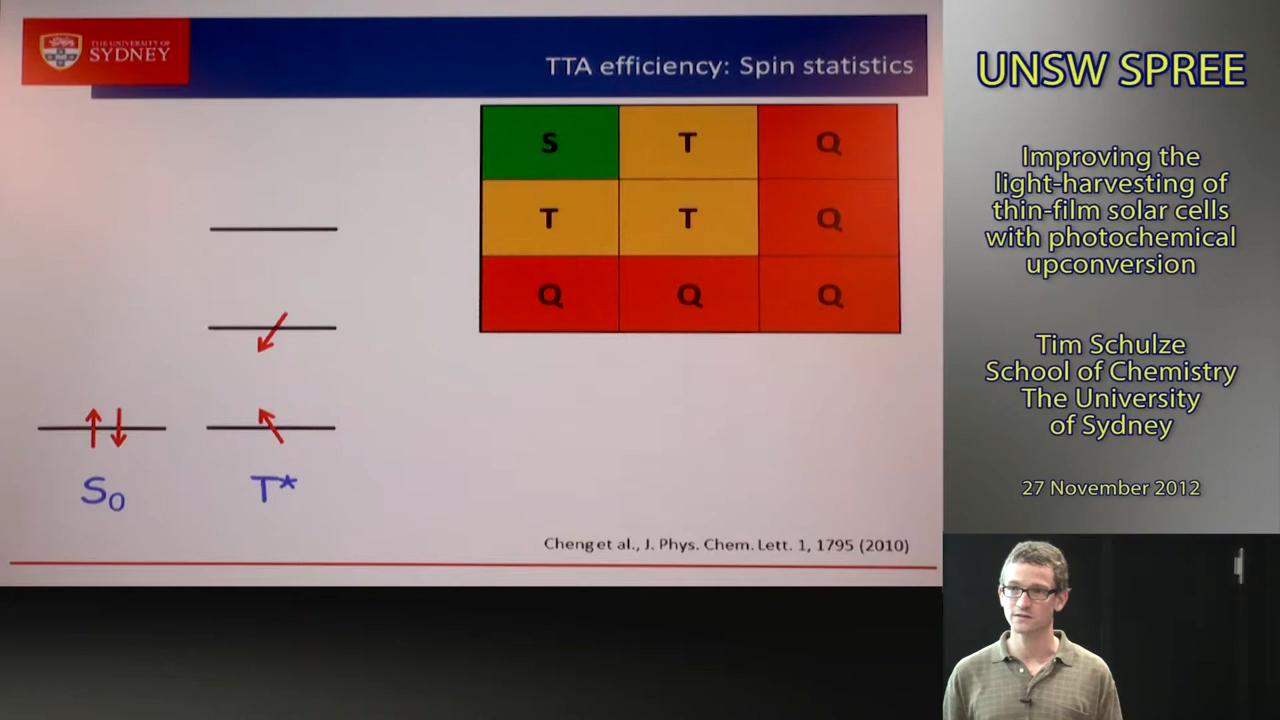 THE UNIVERSITY OF
SYDNEY
TTA efficiency: Spin statistics
S T Q
T T Q
Q Q Q
S₀ T*
Cheng et al., J. Phys. Chem. Lett. 1, 1795 (2010)
UNSW SPREE
Improving the
light-harvesting of
thin-film solar cells
with photochemical
upconversion
Tim Schulze
School of Chemistry
The University
of Sydney
27 November 2012